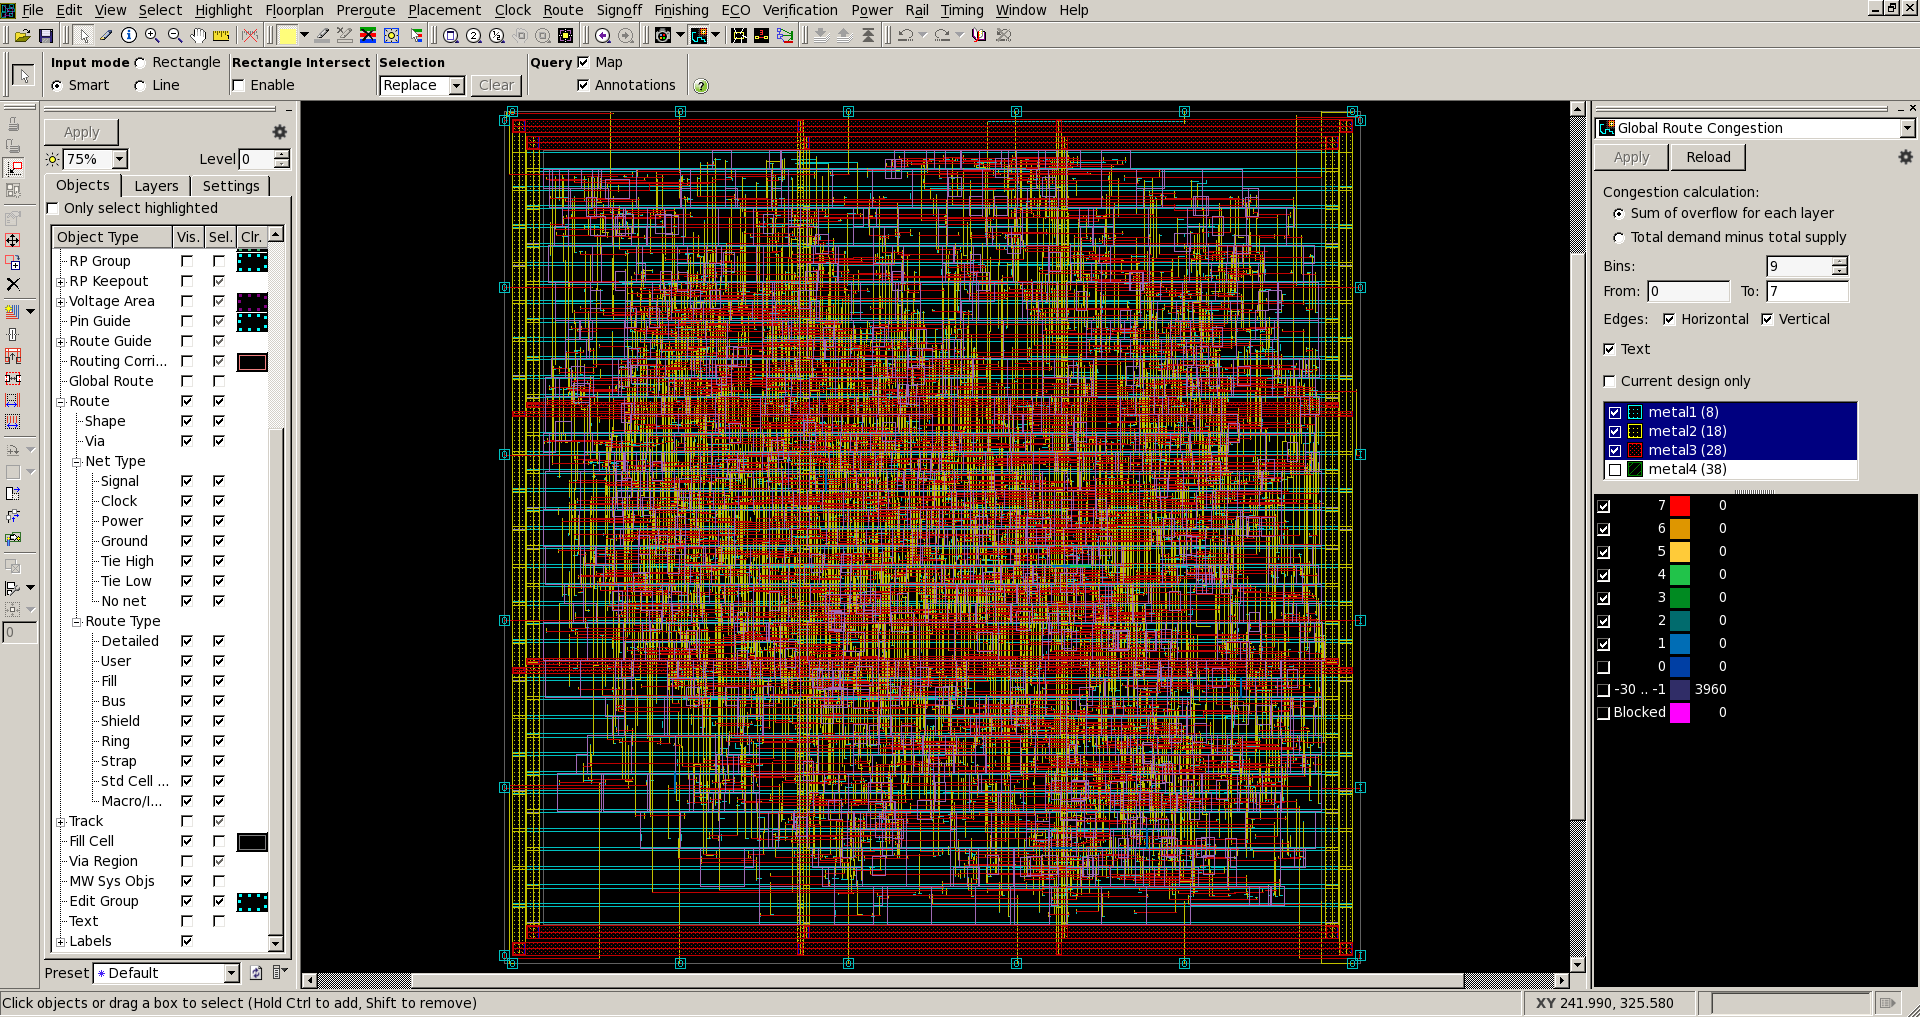 File Edit View Select Highlight Floorplan Preroute Placement Clock Route Signoff Finishing ECO Verification Power Rail Timing Window Help
Input mode Rectangle Rectangle Intersect Selection Query Map
Smart Line Enable Replace Clear Annotations
Apply
75% Level 0
Objects Layers Settings
Only select highlighted
Object Type Vis. Sel. Clr.
RP Group
RP Keepout
Voltage Area
Pin Guide
Route Guide
Routing Corri...
Global Route
Route
Shape
Via
Net Type
Signal
Clock
Power
Ground
Tie High
Tie Low
No net
Route Type
Detailed
User
Fill
Bus
Shield
Ring
Strap
Std Cell ...
Macro/I...
Track
Fill Cell
Via Region
MW Sys Objs
Edit Group
Text
Labels
Preset * Default
0
Global Route Congestion
Apply Reload
Congestion calculation:
Sum of overflow for each layer
Total demand minus total supply
Bins: 9
From: 0 To: 7
Edges: Horizontal Vertical
Text
Current design only
metal1 (8)
metal2 (18)
metal3 (28)
metal4 (38)
7 0
6 0
5 0
4 0
3 0
2 0
1 0
0 0
-30 .. -1 3960
Blocked 0
Click objects or drag a box to select (Hold Ctrl to add, Shift to remove)
XY 241.990, 325.580